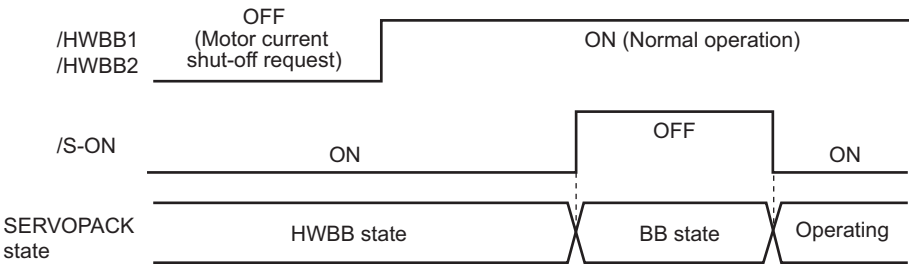 OFF
(Motor current
shut-off request)
/HWBB1
/HWBB2
ON (Normal operation)
/S-ON
ON
OFF
ON
SERVOPACK
state
HWBB state
BB state
Operating